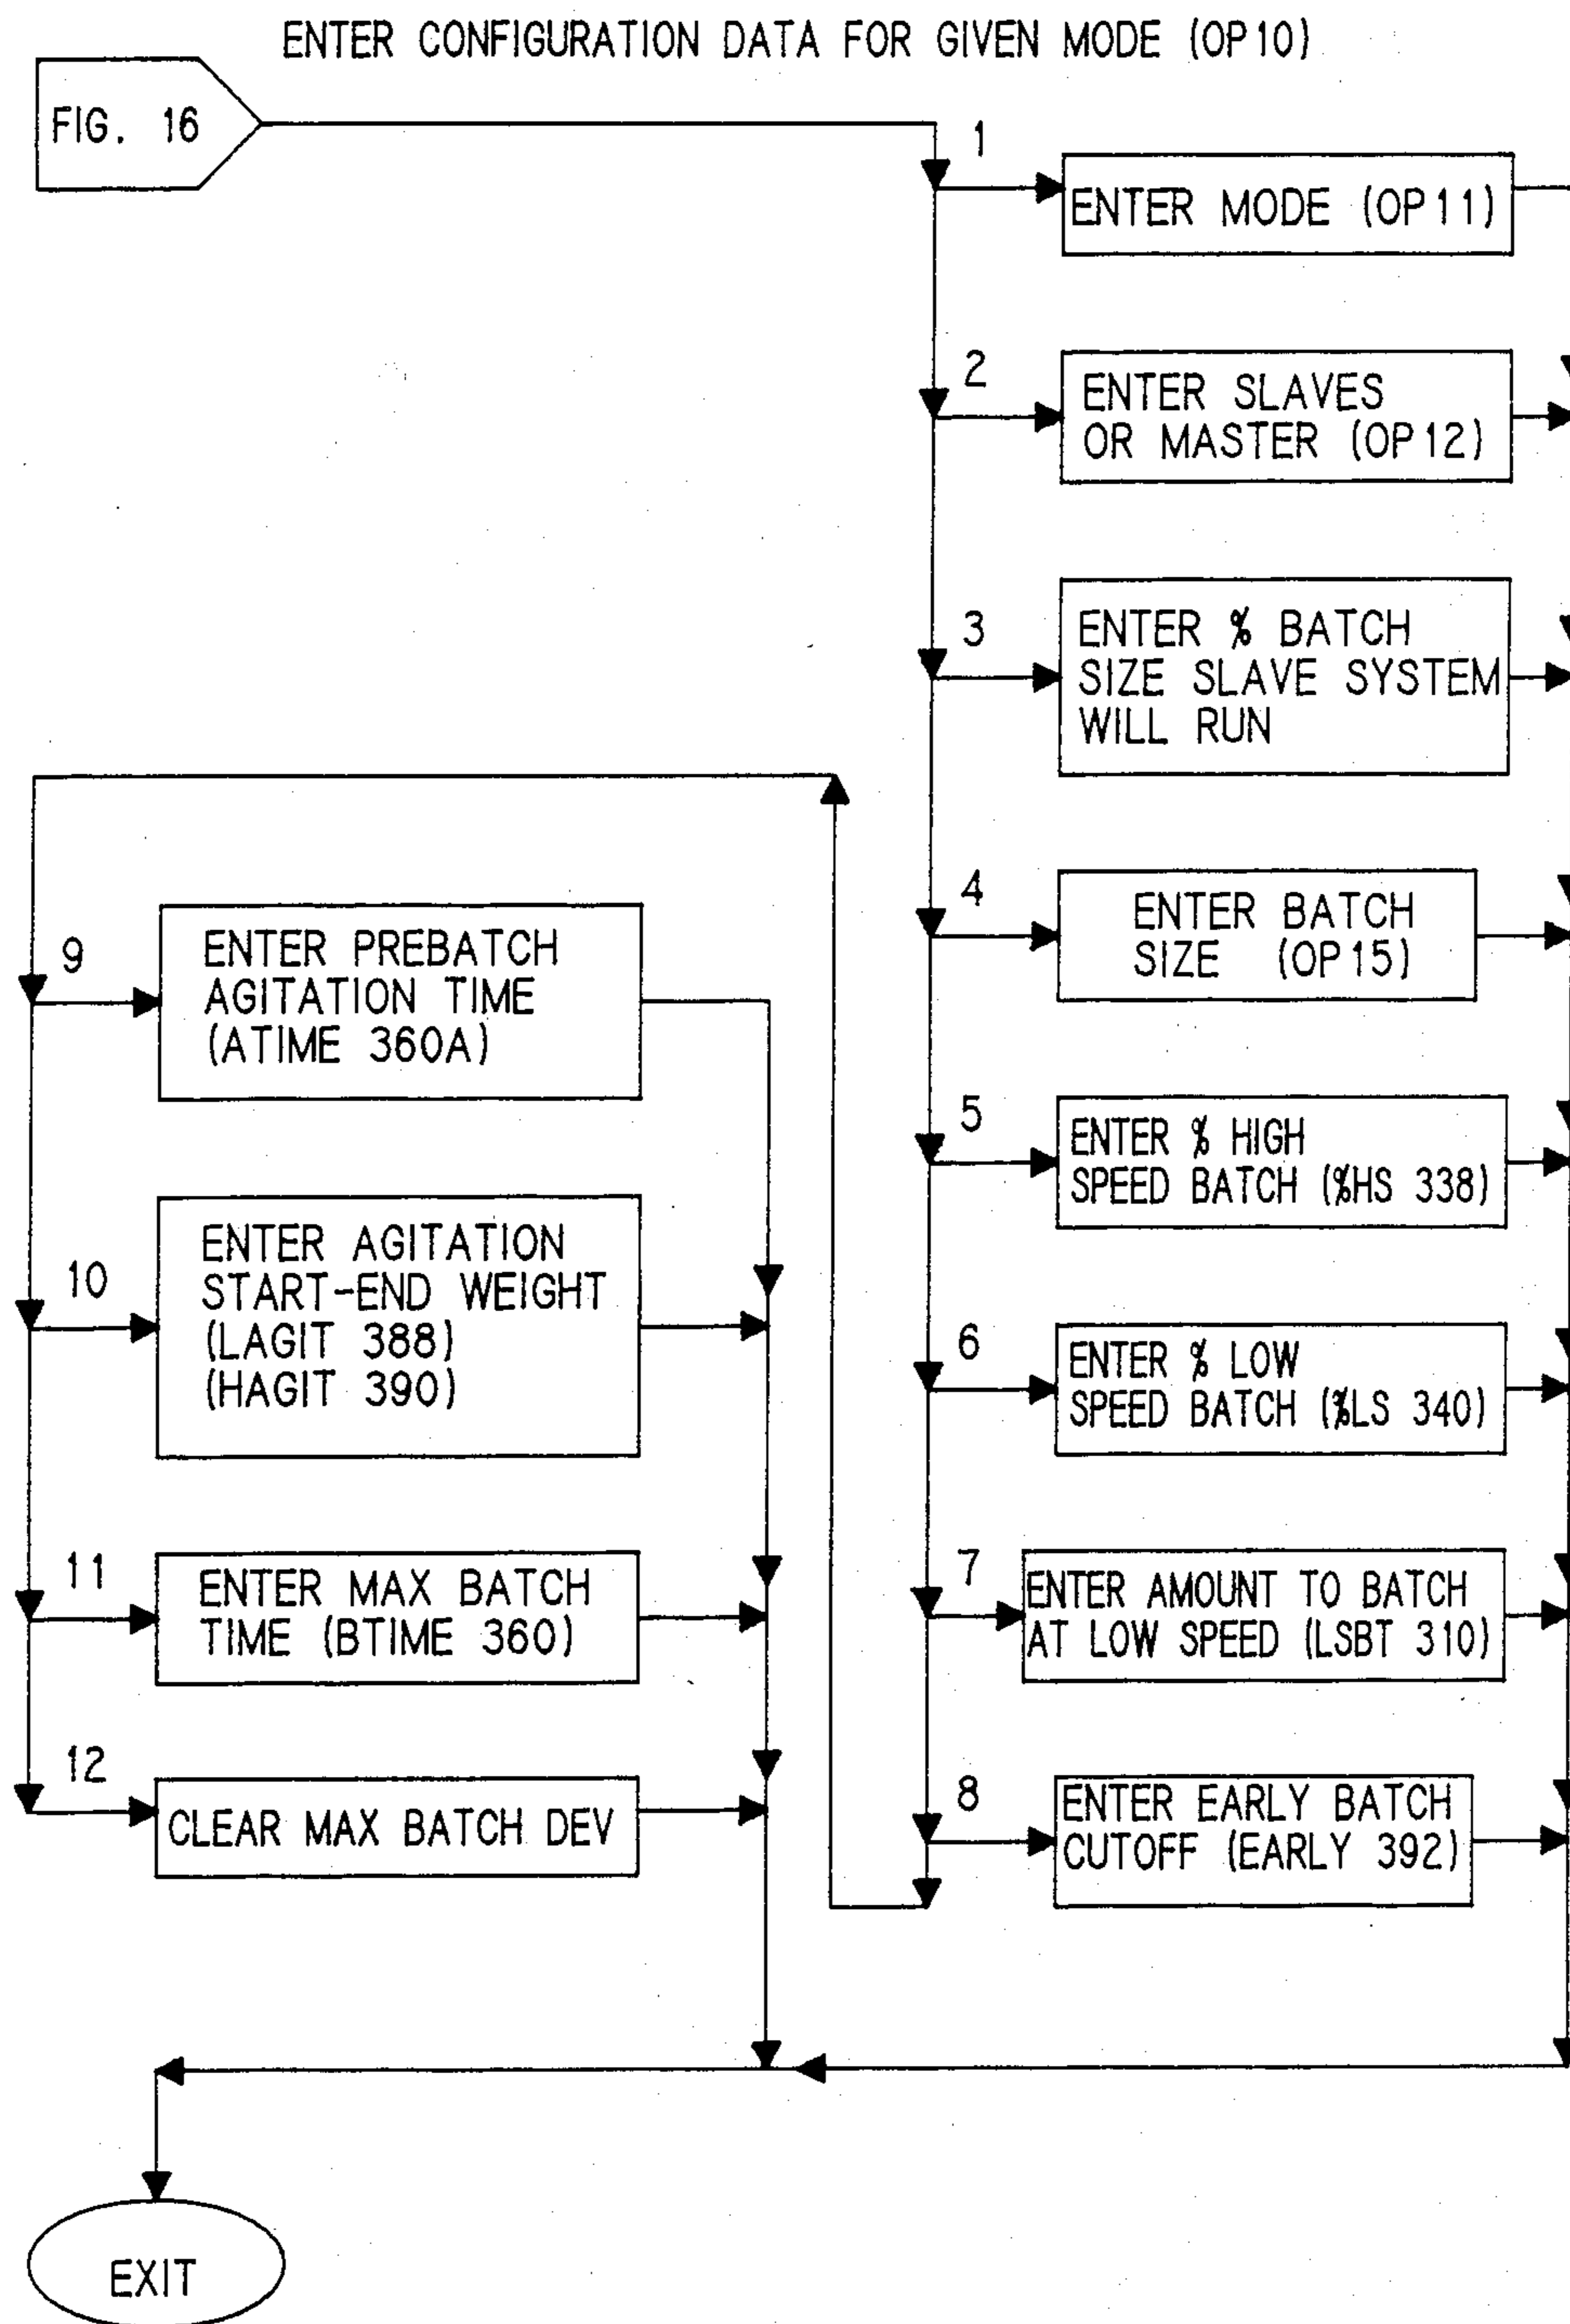 ENTER CONFIGURATION DATA FOR GIVEN MODE (OP10)
FIG. 16
1
ENTER MODE (OP11)
2
ENTER SLAVES
OR MASTER (OP12)
3
ENTER % BATCH
SIZE SLAVE SYSTEM
WILL RUN
4
ENTER BATCH
SIZE (OP15)
5
ENTER % HIGH
SPEED BATCH (%HS 338)
6
ENTER % LOW
SPEED BATCH (%LS 340)
7
ENTER AMOUNT TO BATCH
AT LOW SPEED (LSBT 310)
8
ENTER EARLY BATCH
CUTOFF (EARLY 392)
9
ENTER PREBATCH
AGITATION TIME
(ATIME 360A)
10
ENTER AGITATION
START-END WEIGHT
(LAGIT 388)
(HAGIT 390)
11
ENTER MAX BATCH
TIME (BTIME 360)
12
CLEAR MAX BATCH DEV
EXIT